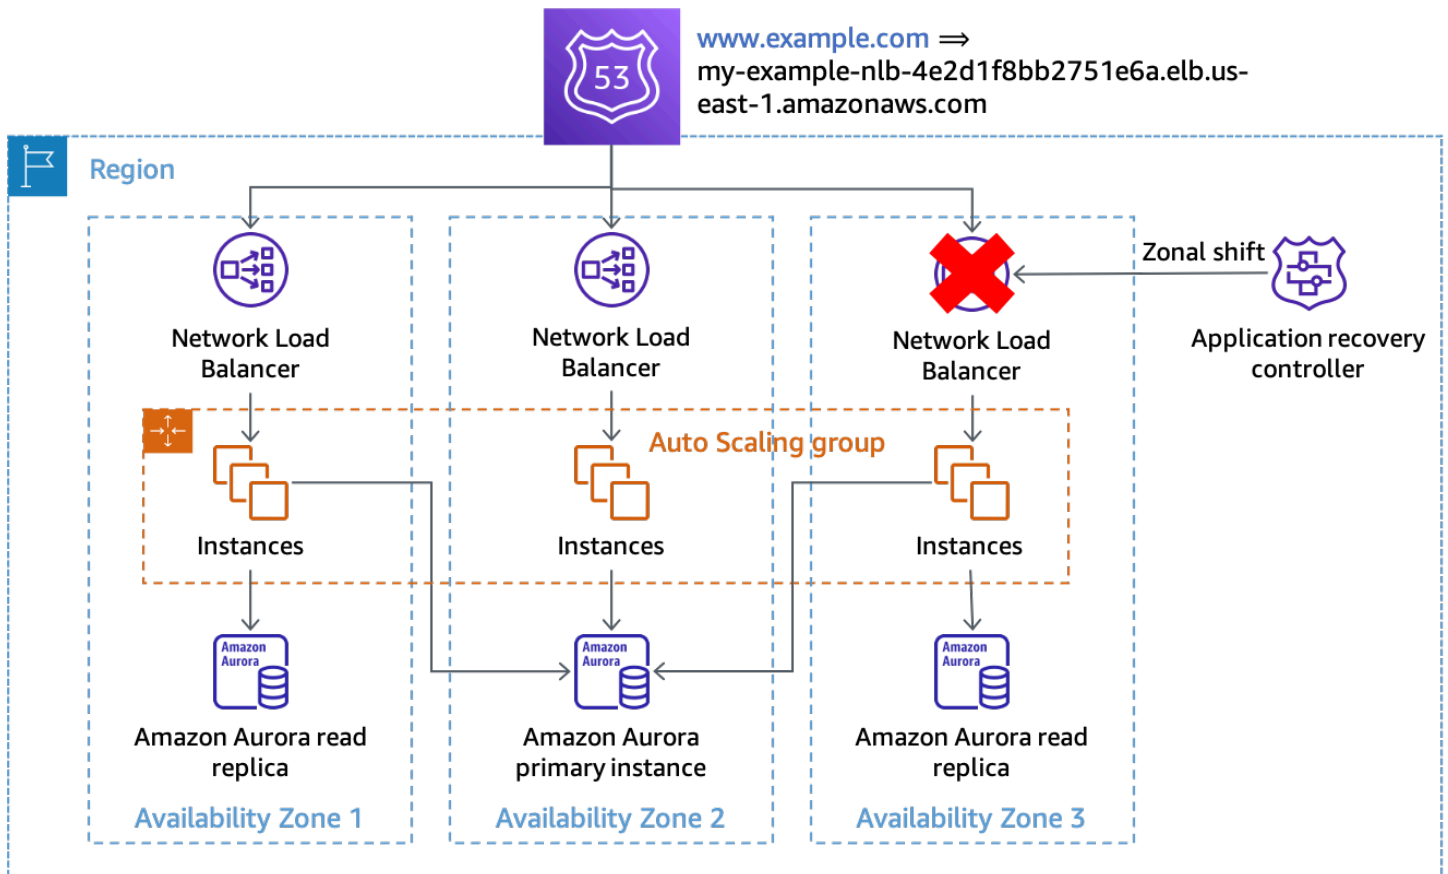 53
www.example.com ⟹
my-example-nlb-4e2d1f8bb2751e6a.elb.us-
east-1.amazonaws.com
Region
Zonal shift
Network Load
Balancer
Network Load
Balancer
Network Load
Balancer
Application recovery
controller
Auto Scaling group
Instances
Instances
Instances
Amazon
Aurora
Amazon
Aurora
Amazon
Aurora
Amazon Aurora read
replica
Amazon Aurora
primary instance
Amazon Aurora read
replica
Availability Zone 1
Availability Zone 2
Availability Zone 3